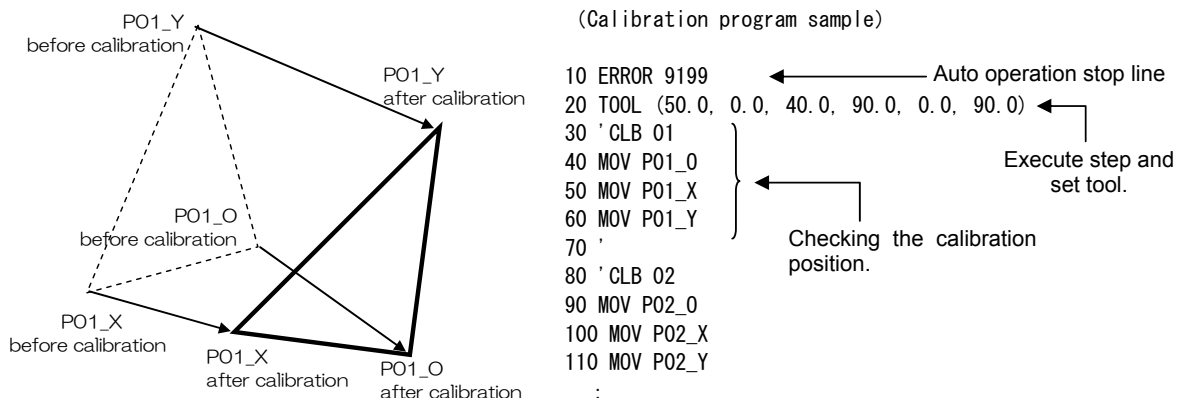 P01_Y
before calibration
P01_Y
after calibration
P01_O
before calibration
P01_X
before calibration
P01_X
after calibration
P01_O
after calibration
(Calibration program sample)
10 ERROR 9199
Auto operation stop line
20 TOOL (50.0, 0.0, 40.0, 90.0, 0.0, 90.0)
30 'CLB 01
40 MOV P01_O
50 MOV P01_X
60 MOV P01_Y
70 '
80 'CLB 02
90 MOV P02_O
100 MOV P02_X
110 MOV P02_Y
:
Execute step and
set tool.
Checking the calibration
position.